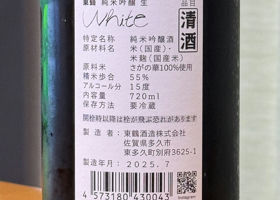 東鶴 純米吟醸 生
White
品目
清酒
特定名称 純米吟醸酒
原材料名 米(国産)・
米麹(国産米)
原料米 さがの華100%使用
精米歩合 55%
アルコール分 15度
内容量 720ml
保存方法 要冷蔵
開栓時以降は栓が飛ぶ恐れがあります。
製造者:東鶴酒造株式会社
佐賀県多久市
東多久町別府3625-1
製造年月:2025.7
4 573180 430043
Instagram